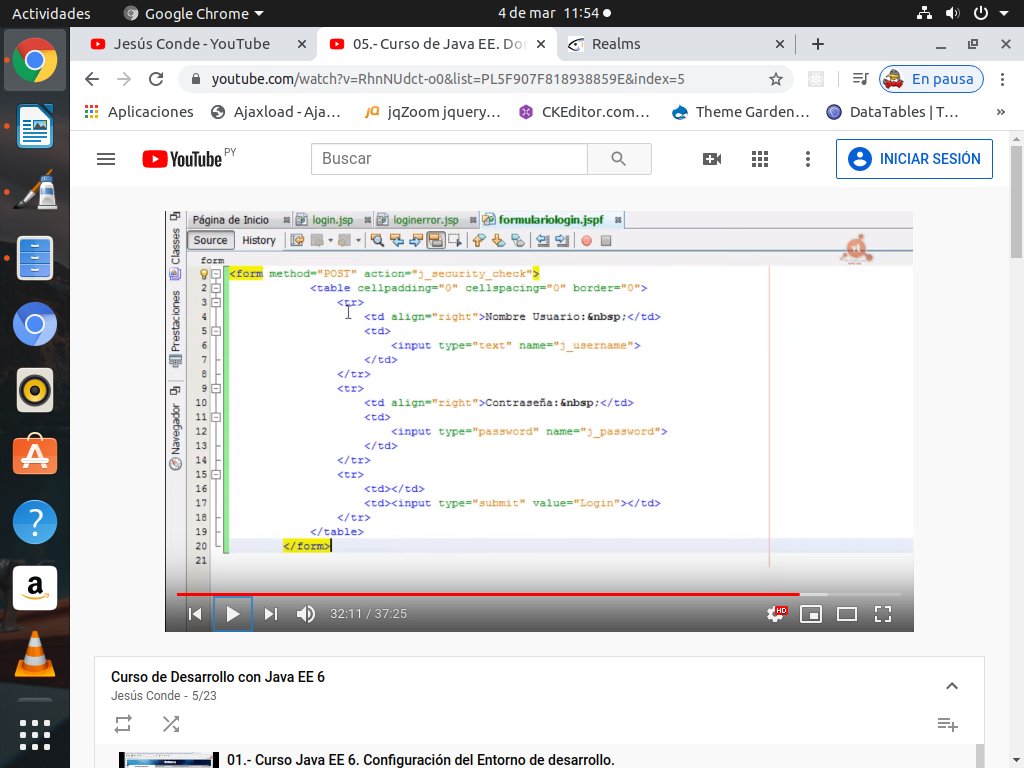 Actividades
Google Chrome
4 de mar 11:54
Jesús Conde - YouTube
05.- Curso de Java EE. Dor
Realms
youtube.com/watch?v=RhnNUdct-o0&list=PL5F907F818938859E&index=5
En pausa
Aplicaciones
Ajaxload - Aja...
jqZoom jquery...
CKEditor.com...
Theme Garden...
DataTables | T...
»
YouTube PY
Buscar
INICIAR SESIÓN
Página de Inicio
login.jsp
loginerror.jsp
formulariologin.jspf
Source
History
Classes
Prestaciones
Navegador
form
<form method="POST" action="j_security_check">
2 <table cellpadding="0" cellspacing="0" border="0">
3 <tr>
4 <td align="right">Nombre Usuario:&nbsp;</td>
5 <td>
6 <input type="text" name="j_username">
7 </td>
8 </tr>
9 <tr>
10 <td align="right">Contraseña:&nbsp;</td>
11 <td>
12 <input type="password" name="j_password">
13 </td>
14 </tr>
15 <tr>
16 <td></td>
17 <td><input type="submit" value="Login"></td>
18 </tr>
19 </table>
20 </form>
21
32:11 / 37:25
HD
Curso de Desarrollo con Java EE 6
Jesús Conde - 5/23
01.- Curso Java EE 6. Configuración del Entorno de desarrollo.